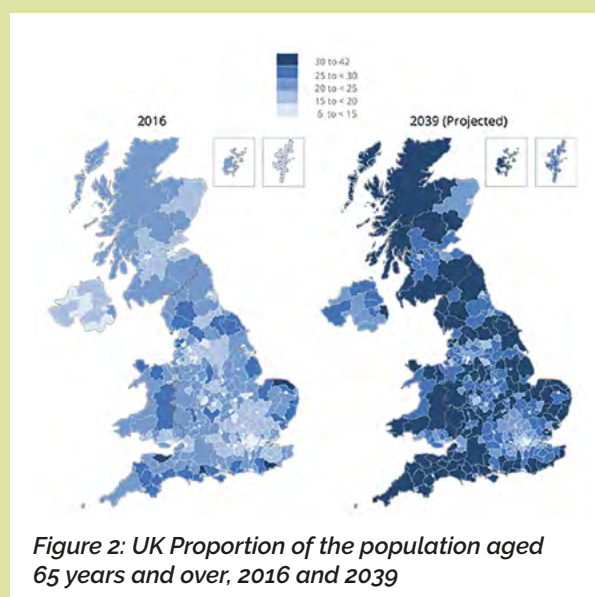 30 to 42
25 to < 30
20 to < 25
15 to < 20
6 to < 15
2016
2039 (Projected)
Figure 2: UK Proportion of the population aged
65 years and over, 2016 and 2039